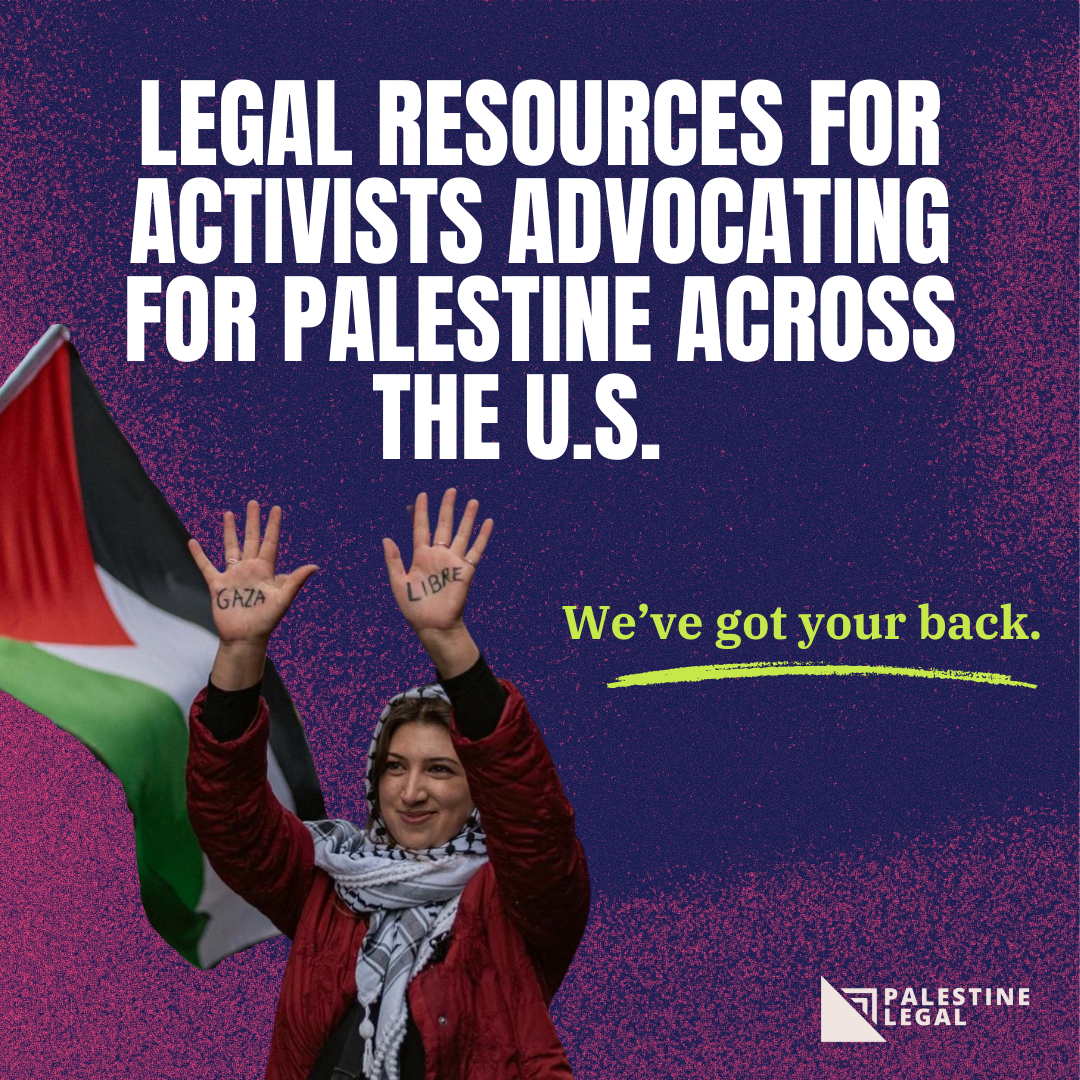 LEGAL RESOURCES FOR
ACTIVISTS ADVOCATING
FOR PALESTINE ACROSS
THE U.S.
GAZA
LIBRE
We've got your back.
PALESTINE
LEGAL